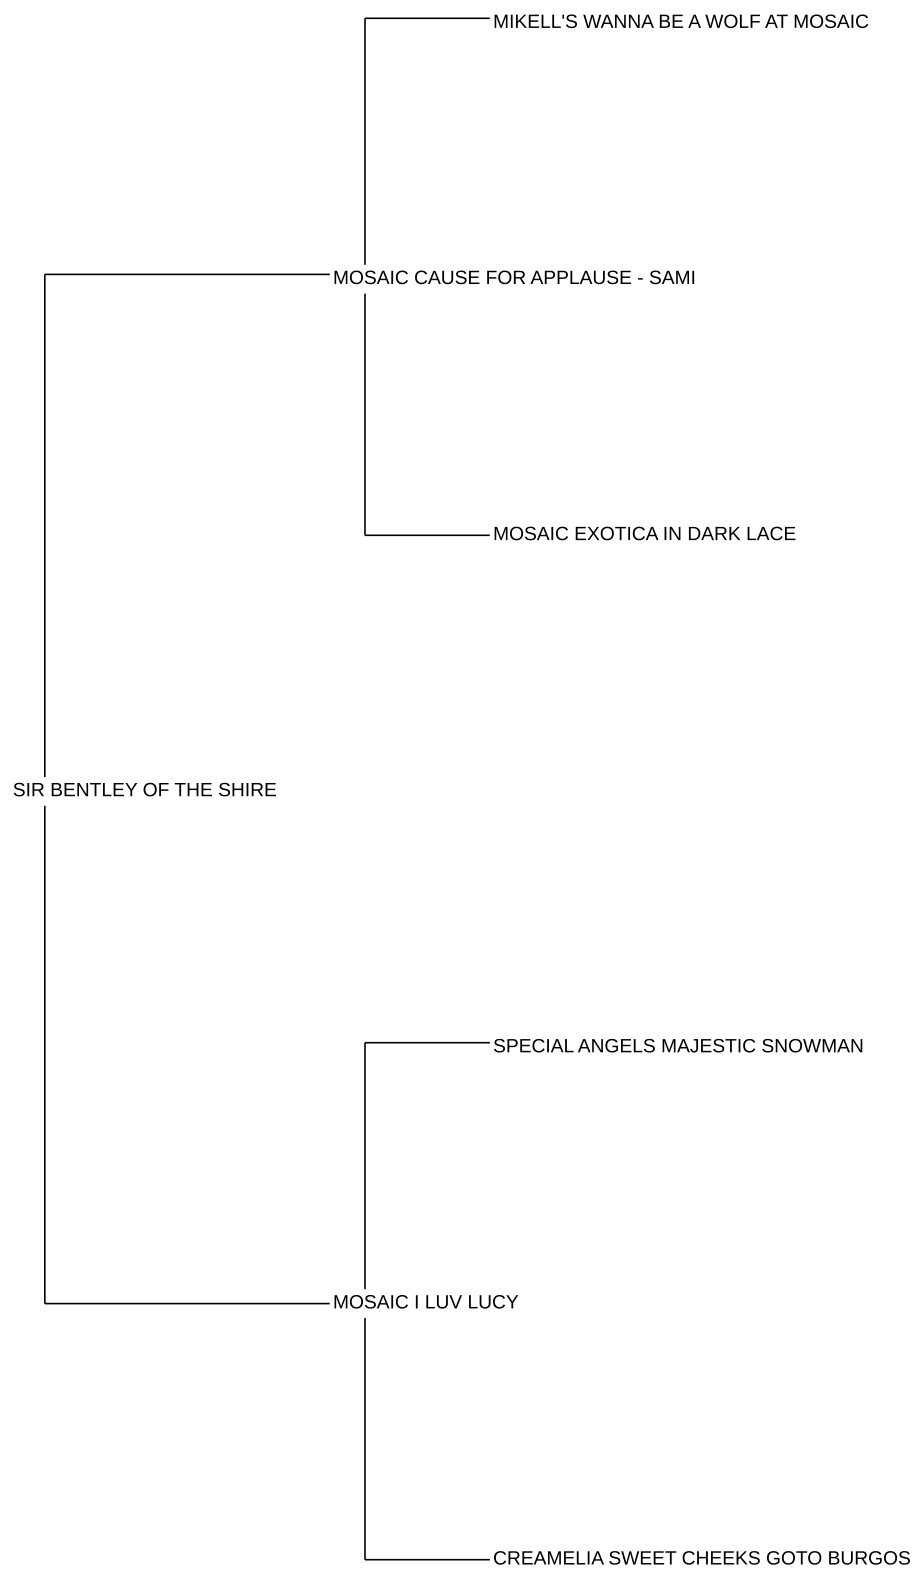 MIKELL'S WANNA BE A WOLF AT MOSAIC
MOSAIC CAUSE FOR APPLAUSE - SAMI
MOSAIC EXOTICA IN DARK LACE
SIR BENTLEY OF THE SHIRE
SPECIAL ANGELS MAJESTIC SNOWMAN
MOSAIC I LUV LUCY
CREAMELIA SWEET CHEEKS GOTO BURGOS